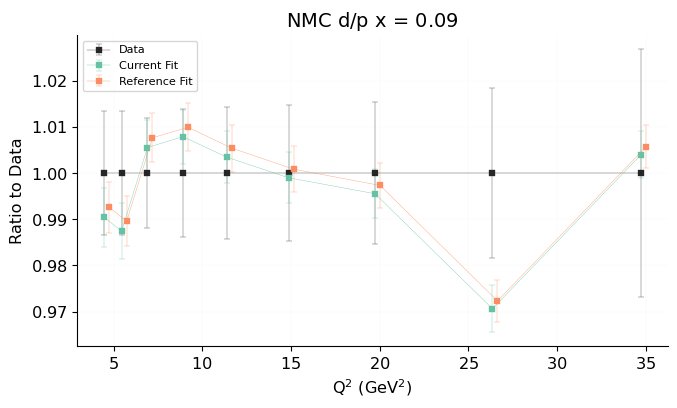 NMC d/p x = 0.09
Data
Current Fit
Reference Fit
Ratio to Data
1.02
1.01
1.00
0.99
0.98
0.97
5 10 15 20 25 30 35
Q² (GeV²)